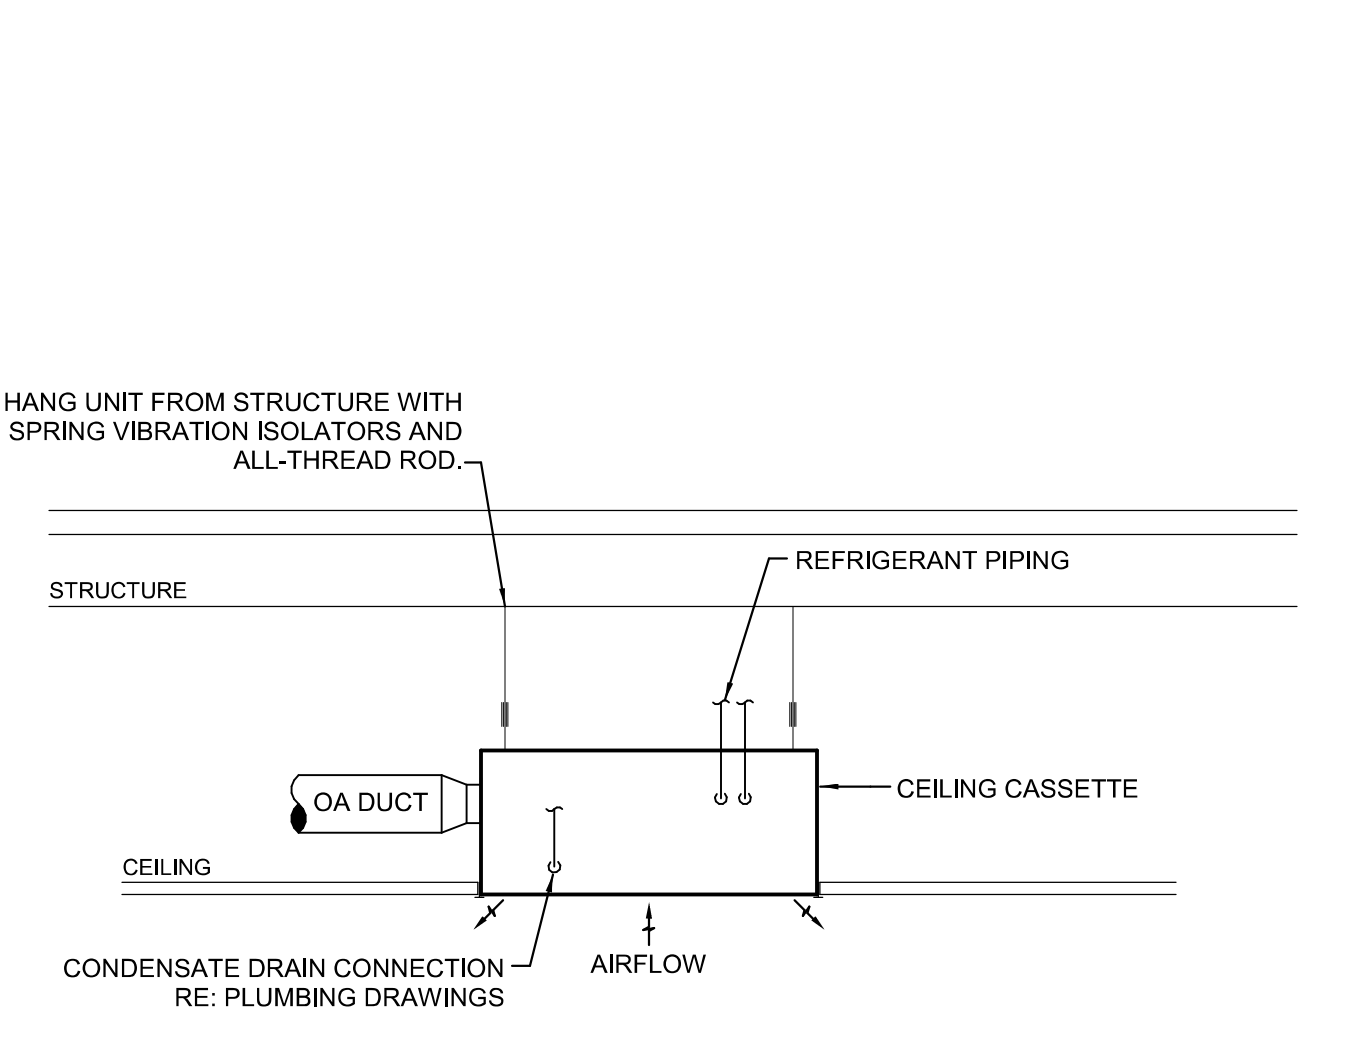 HANG UNIT FROM STRUCTURE WITH
SPRING VIBRATION ISOLATORS AND
ALL-THREAD ROD.
REFRIGERANT PIPING
STRUCTURE
CEILING CASSETTE
OA DUCT
CEILING
CONDENSATE DRAIN CONNECTION
RE: PLUMBING DRAWINGS
AIRFLOW